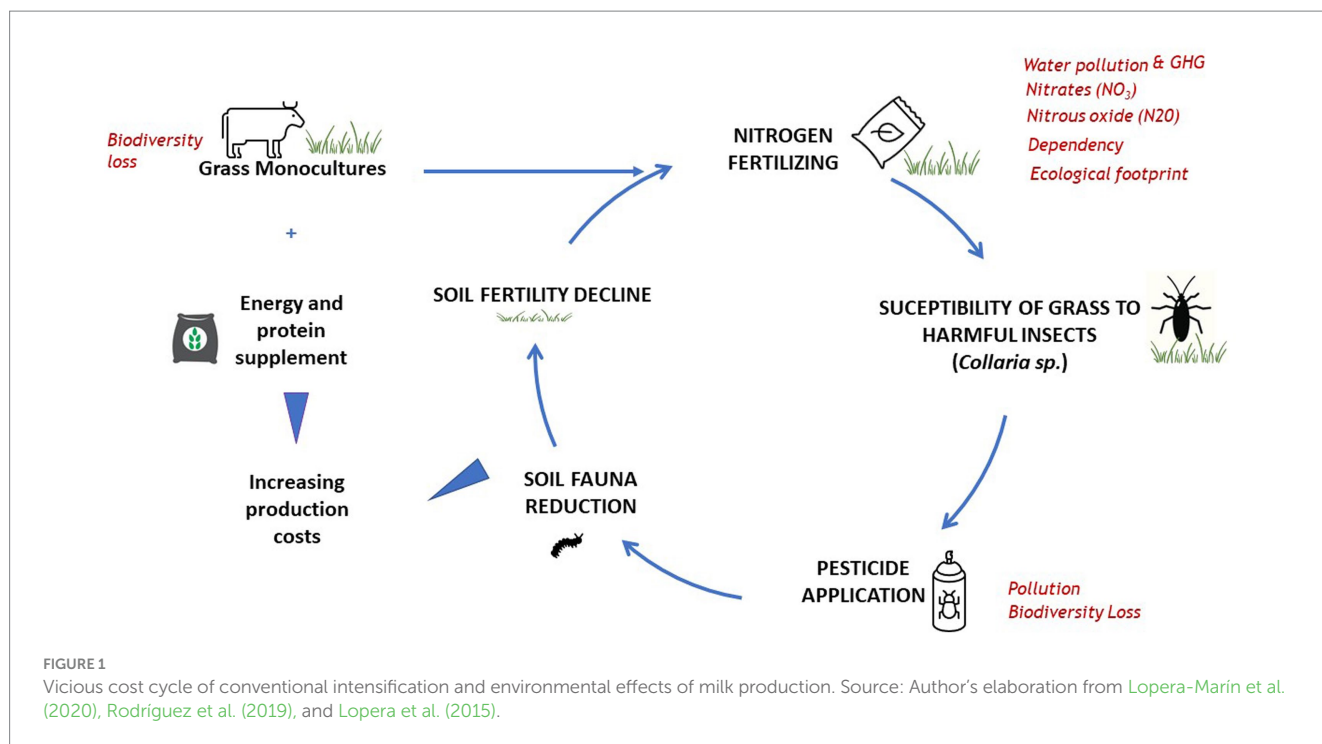 Biodiversity
loss
Grass Monocultures
+
Energy and
protein
supplement
Increasing
production
costs
NITROGEN
FERTILIZING
Water pollution & GHG
Nitrates (NO₃)
Nitrous oxide (N20)
Dependency
Ecological footprint
SUCEPTIBILITY OF GRASS TO
HARMFUL INSECTS
(Collaria sp.)
PESTICIDE
APPLICATION
Pollution
Biodiversity Loss
SOIL FAUNA
REDUCTION
SOIL FERTILITY DECLINE
FIGURE 1
Vicious cost cycle of conventional intensification and environmental effects of milk production. Source: Author's elaboration from Lopera-Marín et al.
(2020), Rodríguez et al. (2019), and Lopera et al. (2015).